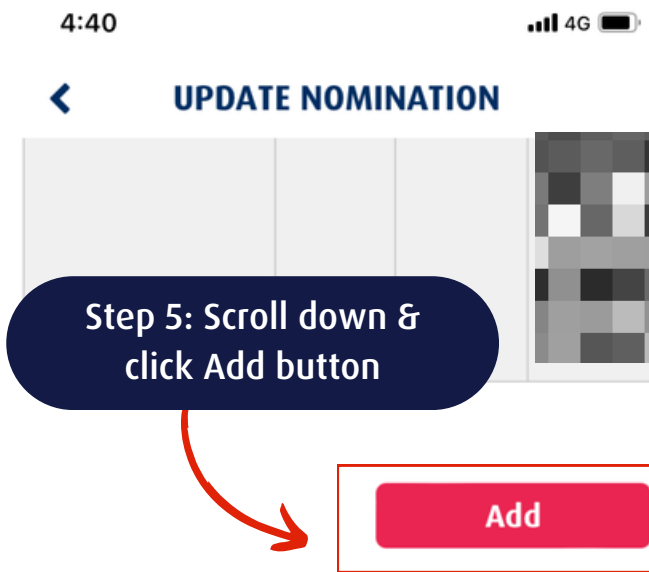 4:40
4G
UPDATE NOMINATION
Step 5: Scroll down &
click Add button
Add